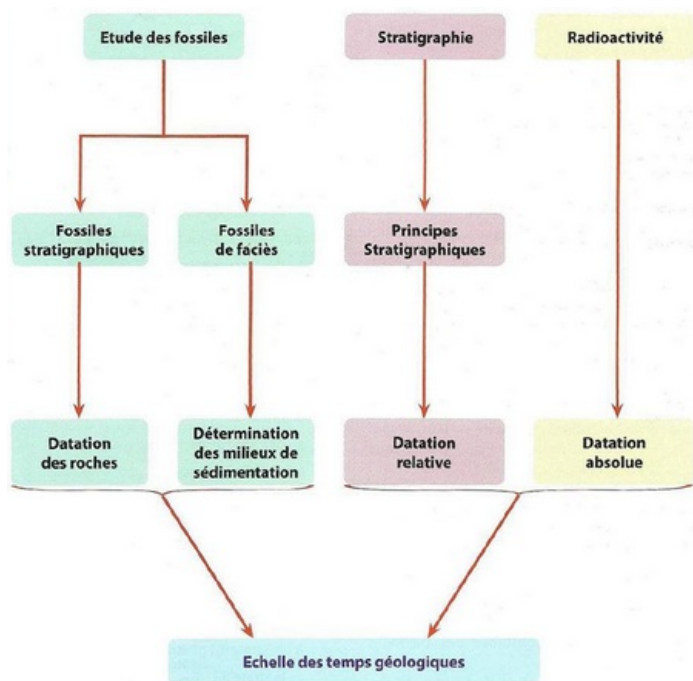 Etude des fossiles
Stratigraphie
Radioactivité
Fossiles
stratigraphiques
Fossiles
de faciès
Principes
Stratigraphiques
Datation
des roches
Détermination
des milieux de
sédimentation
Datation
relative
Datation
absolue
Echelle des temps géologiques